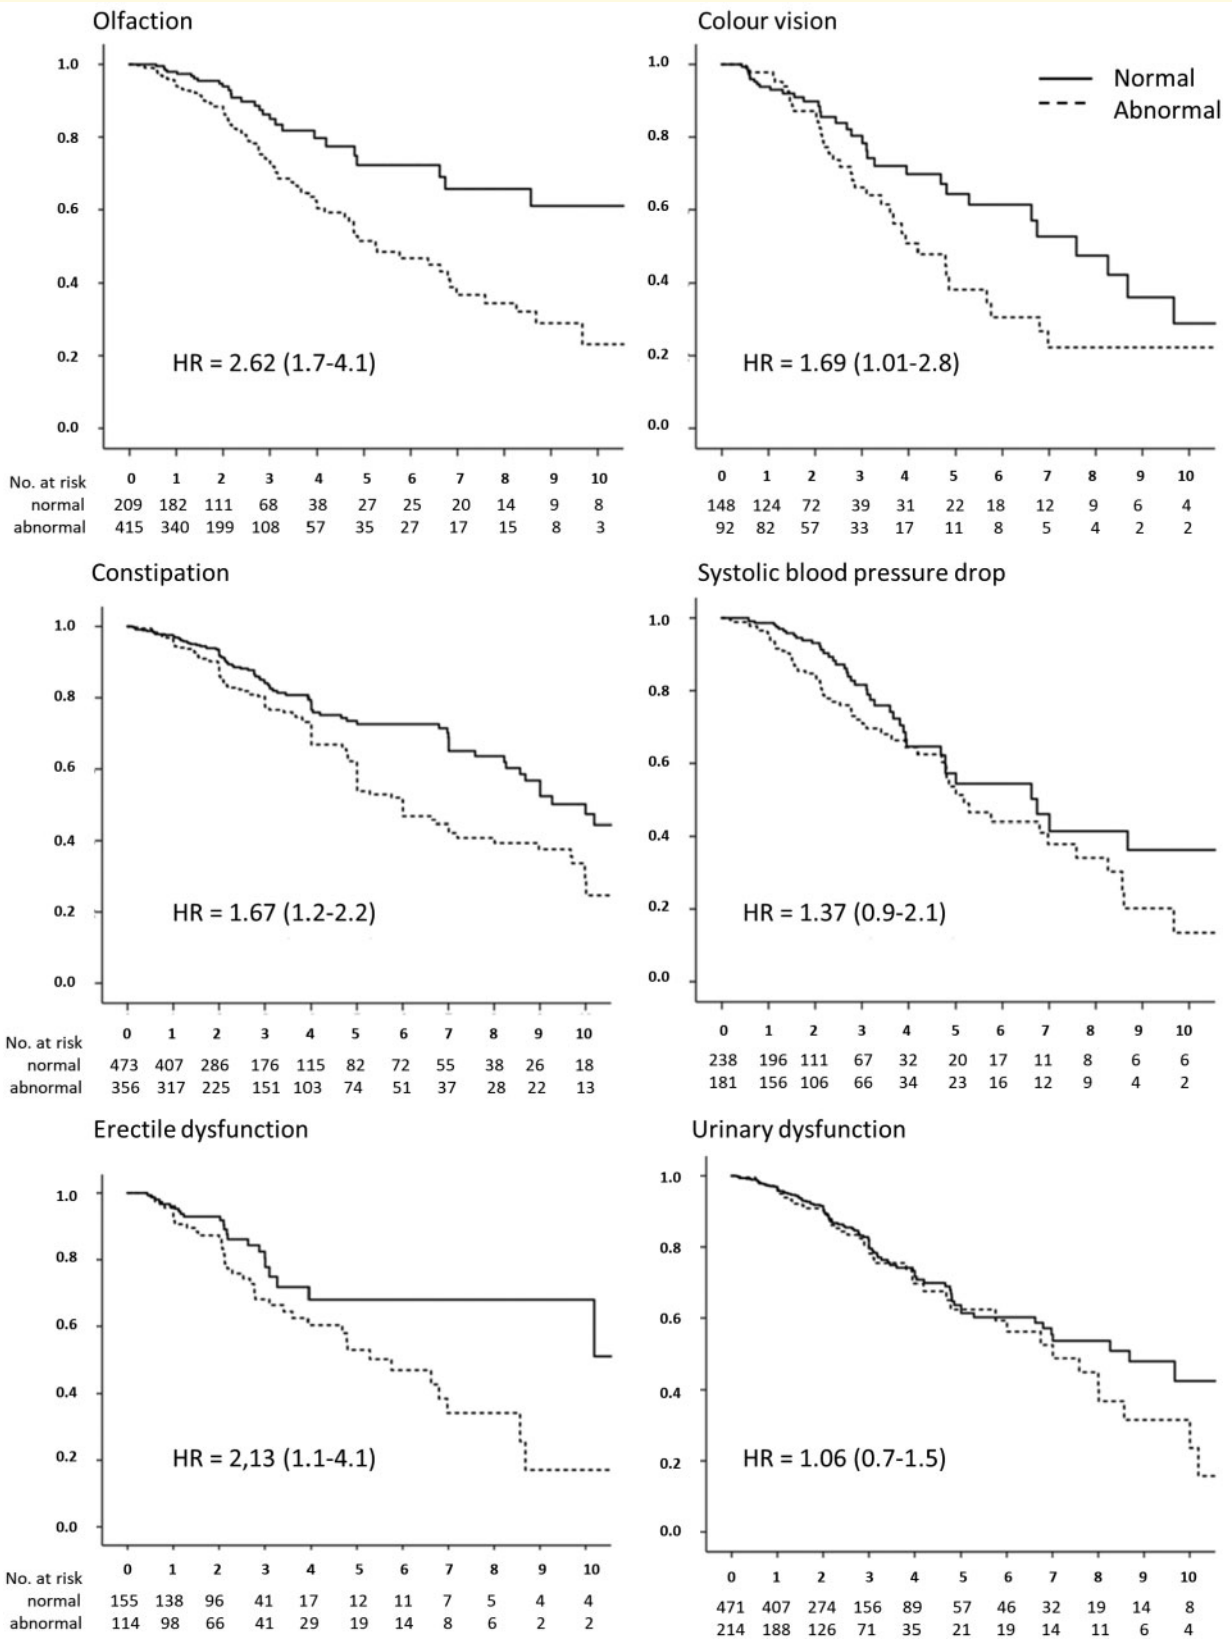 Olfaction
1.0
0.8
0.6
0.4
0.2
0.0
HR = 2.62 (1.7-4.1)
0 1 2 3 4 5 6 7 8 9 10
No. at risk
normal 209 182 111 68 38 27 25 20 14 9 8
abnormal 415 340 199 108 57 35 27 17 15 8 3
Colour vision
Normal
Abnormal
1.0
0.8
0.6
0.4
0.2
0.0
HR = 1.69 (1.01-2.8)
0 1 2 3 4 5 6 7 8 9 10
148 124 72 39 31 22 18 12 9 6 4
92 82 57 33 17 11 8 5 4 2 2
Constipation
1.0
0.8
0.6
0.4
0.2
0.0
HR = 1.67 (1.2-2.2)
0 1 2 3 4 5 6 7 8 9 10
No. at risk
normal 473 407 286 176 115 82 72 55 38 26 18
abnormal 356 317 225 151 103 74 51 37 28 22 13
Systolic blood pressure drop
1.0
0.8
0.6
0.4
0.2
0.0
HR = 1.37 (0.9-2.1)
0 1 2 3 4 5 6 7 8 9 10
238 196 111 67 32 20 17 11 8 6 6
181 156 106 66 34 23 16 12 9 4 2
Erectile dysfunction
1.0
0.8
0.6
0.4
0.2
0.0
HR = 2,13 (1.1-4.1)
0 1 2 3 4 5 6 7 8 9 10
No. at risk
normal 155 138 96 41 17 12 11 7 5 4 4
abnormal 114 98 66 41 29 19 14 8 6 2 2
Urinary dysfunction
1.0
0.8
0.6
0.4
0.2
0.0
HR = 1.06 (0.7-1.5)
0 1 2 3 4 5 6 7 8 9 10
471 407 274 156 89 57 46 32 19 14 8
214 188 126 71 35 21 19 14 11 6 4